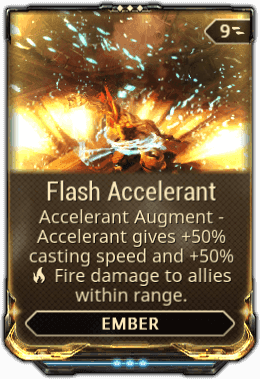 9
Flash Accelerant
Accelerant Augment -
Accelerant gives +50%
casting speed and +50%
Fire damage to allies
within range.
EMBER